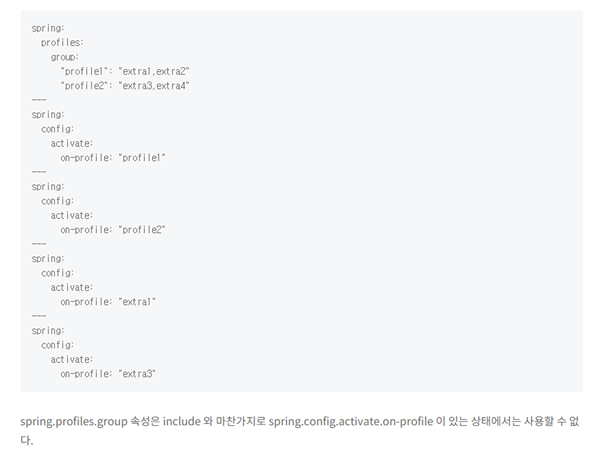 spring:
  profiles:
    group:
      "profile1": "extra1,extra2"
      "profile2": "extra3,extra4"
---
spring:
  config:
    activate:
      on-profile: "profile1"
---
spring:
  config:
    activate:
      on-profile: "profile2"
---
spring:
  config:
    activate:
      on-profile: "extra1"
---
spring:
  config:
    activate:
      on-profile: "extra3"
spring.profiles.group 속성은 include 와 마찬가지로 spring.config.activate.on-profile 이 있는 상태에서는 사용할 수 없
다.